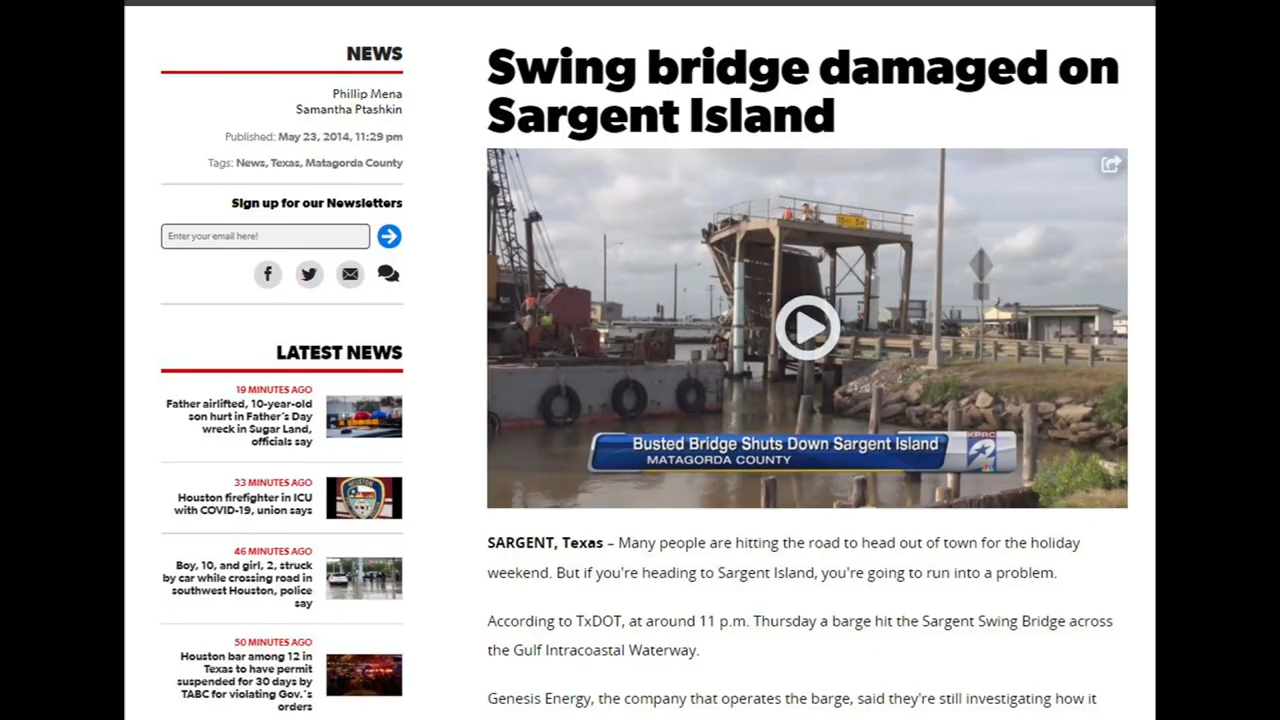 NEWS
Phillip Mena
Samantha Ptashkin
Published: May 23, 2014, 11:29 pm
Tags: News, Texas, Matagorda County
Sign up for our Newsletters
Enter your email here!
LATEST NEWS
19 MINUTES AGO
Father airlifted, 10-year-old
son hurt in Father's Day
wreck in Sugar Land,
officials say
33 MINUTES AGO
Houston firefighter in ICU
with COVID-19, union says
46 MINUTES AGO
Boy, 10, and girl, 2, struck
by car while crossing road in
southwest Houston, police
say
50 MINUTES AGO
Houston bar among 12 in
Texas to have permit
suspended for 30 days by
TABC for violating Gov.'s
orders
Swing bridge damaged on
Sargent Island
Busted Bridge Shuts Down Sargent Island
MATAGORDA COUNTY
KPRC
2
SARGENT, Texas – Many people are hitting the road to head out of town for the holiday
weekend. But if you're heading to Sargent Island, you're going to run into a problem.
According to TxDOT, at around 11 p.m. Thursday a barge hit the Sargent Swing Bridge across
the Gulf Intracoastal Waterway.
Genesis Energy, the company that operates the barge, said they're still investigating how it